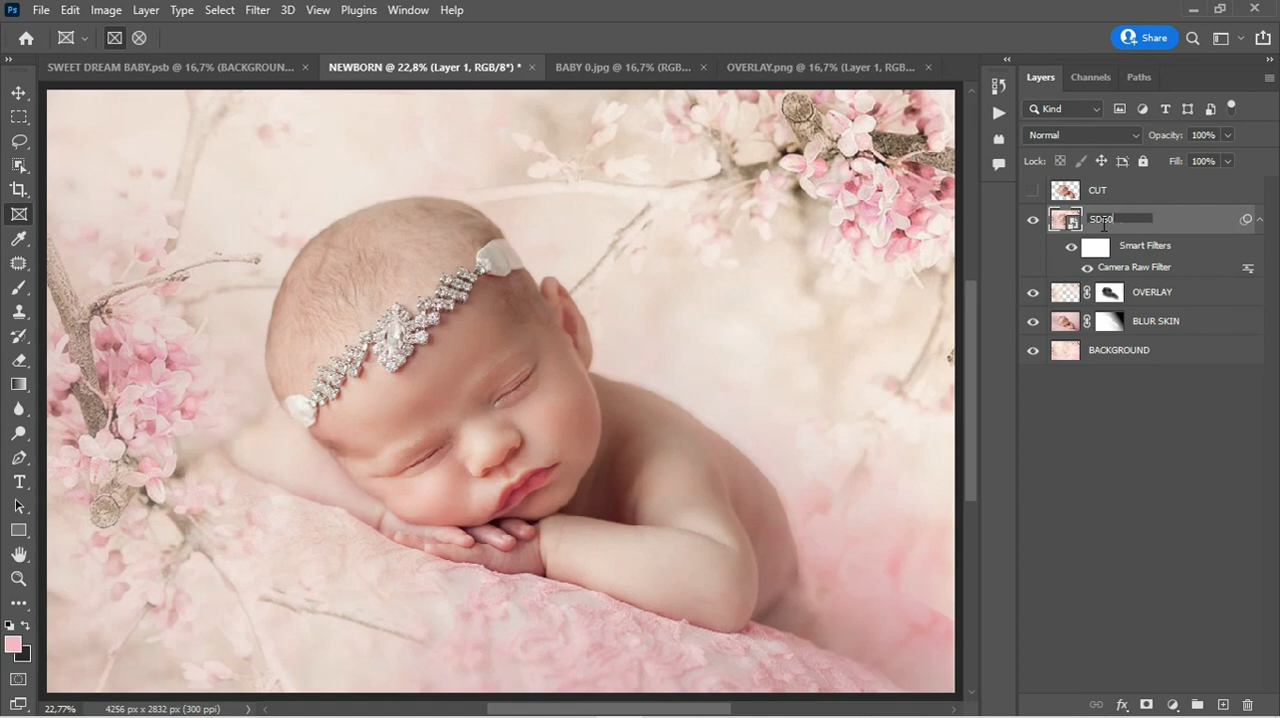 Ps File Edit Image Layer Type Select Filter 3D View Plugins Window Help
Share
SWEET DREAM BABY.psb @ 16,7% (BACKGROUN... ×
NEWBORN @ 22,8% (Layer 1, RGB/8*) * ×
BABY 0.jpg @ 16,7% (RGB... ×
OVERLAY.png @ 16,7% (Layer 1, RGB... ×
Layers Channels Paths
Kind
Normal Opacity: 100%
Lock: Fill: 100%
CUT
Smart Filters
Camera Raw Filter
OVERLAY
BLUR SKIN
BACKGROUND
22,77% 4256 px x 2832 px (300 ppi)